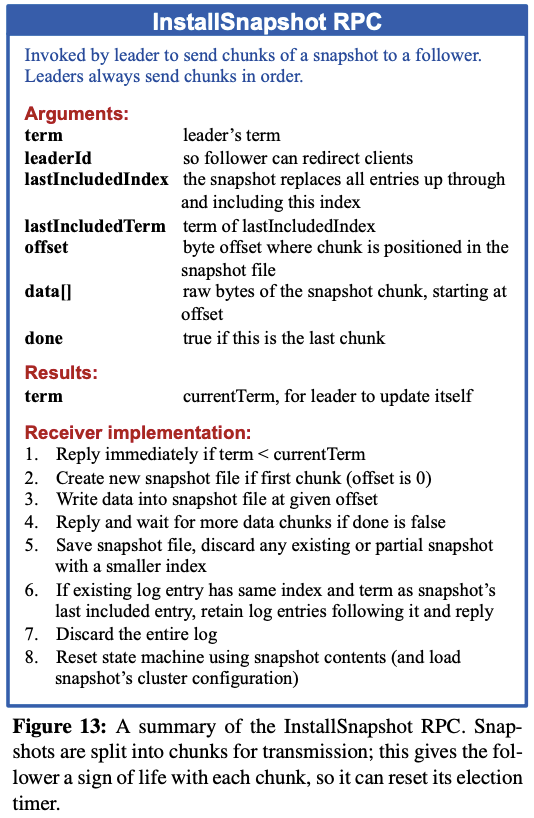 InstallSnapshot RPC
Invoked by leader to send chunks of a snapshot to a follower.
Leaders always send chunks in order.
Arguments:
term leader's term
leaderId so follower can redirect clients
lastIncludedIndex the snapshot replaces all entries up through
and including this index
lastIncludedTerm term of lastIncludedIndex
offset byte offset where chunk is positioned in the
snapshot file
data[] raw bytes of the snapshot chunk, starting at
offset
done true if this is the last chunk
Results:
term currentTerm, for leader to update itself
Receiver implementation:
1. Reply immediately if term < currentTerm
2. Create new snapshot file if first chunk (offset is 0)
3. Write data into snapshot file at given offset
4. Reply and wait for more data chunks if done is false
5. Save snapshot file, discard any existing or partial snapshot
with a smaller index
6. If existing log entry has same index and term as snapshot's
last included entry, retain log entries following it and reply
7. Discard the entire log
8. Reset state machine using snapshot contents (and load
snapshot's cluster configuration)
Figure 13: A summary of the InstallSnapshot RPC. Snap-
shots are split into chunks for transmission; this gives the fol-
lower a sign of life with each chunk, so it can reset its election
timer.